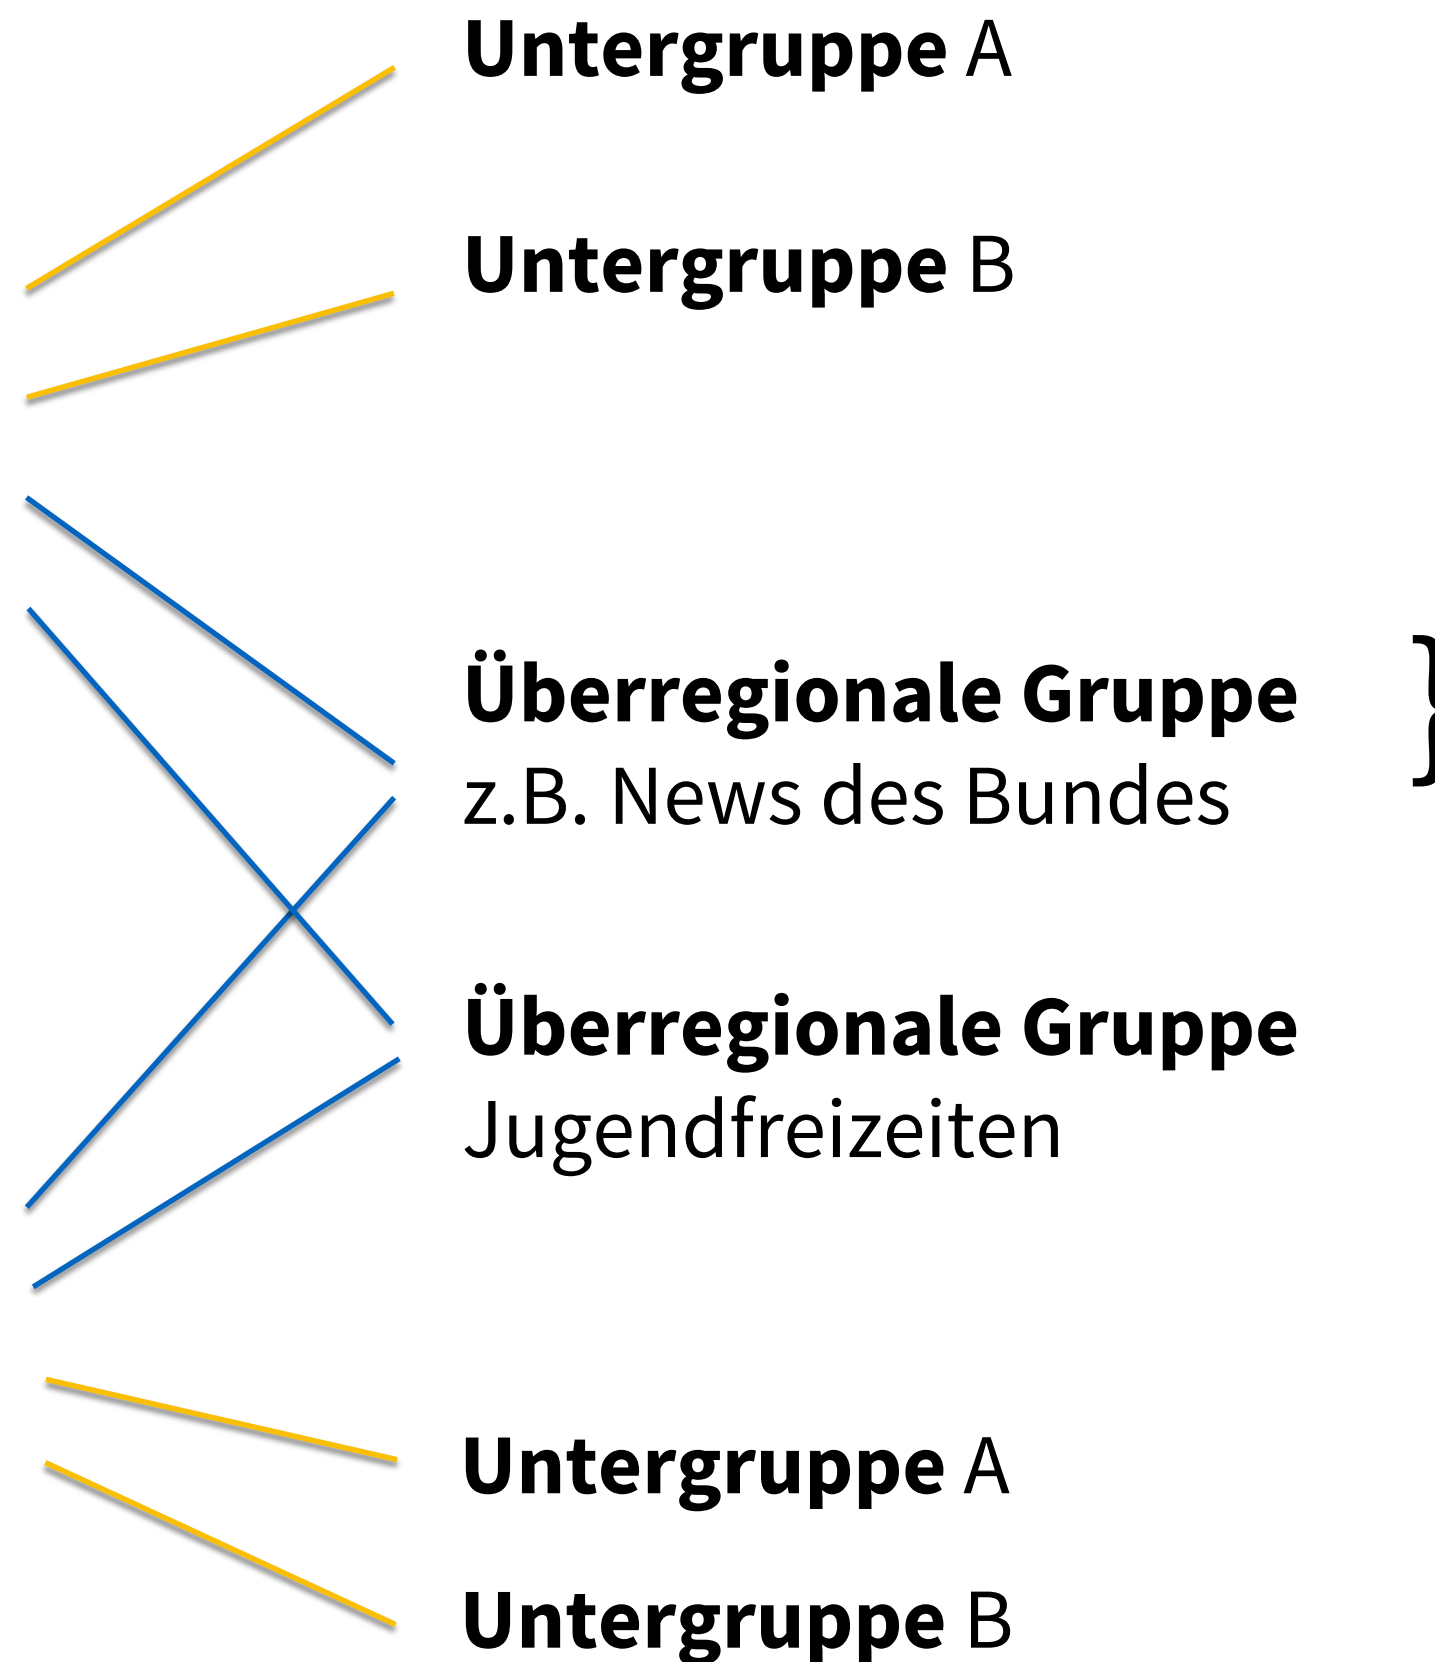 Untergruppe A
Untergruppe B
Überregionale Gruppe
z.B. News des Bundes
Überregionale Gruppe
Jugendfreizeiten
Untergruppe A
Untergruppe B